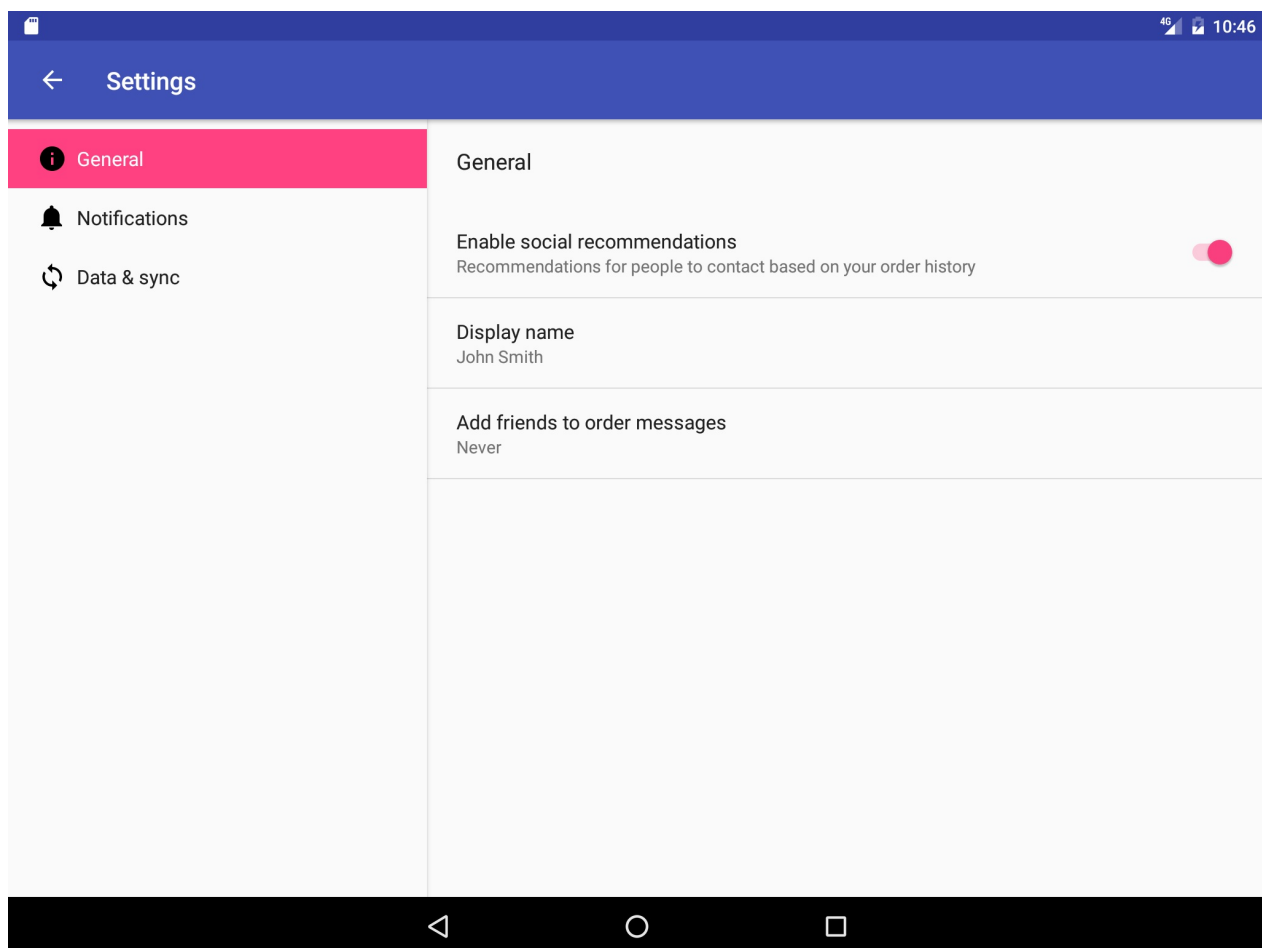 4G 10:46
Settings
General
Notifications
Data & sync
General
Enable social recommendations
Recommendations for people to contact based on your order history
Display name
John Smith
Add friends to order messages
Never